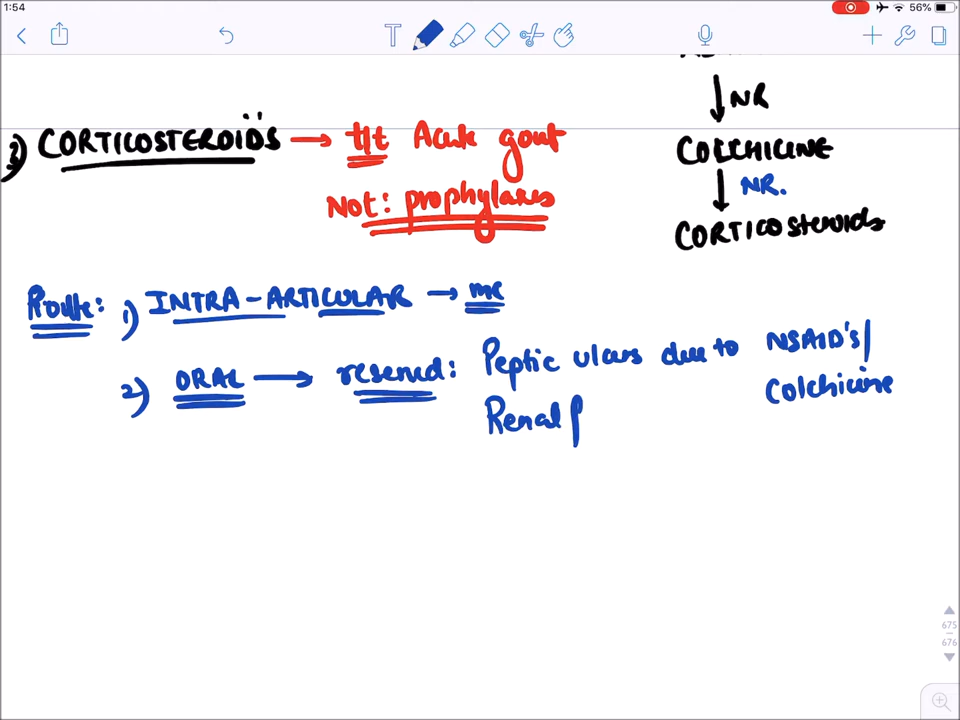 1:54
56%
T
↓ NR
3) CORTICOSTEROIDS → t/t Acute gout
COLCHICINE
↓ NR.
Not: prophylaxis
CORTICOSteroids
Route: 1) INTRA-ARTICULAR → mc
2) ORAL → reserved: Peptic ulcers due to NSAID's/
Colchicine
Renal
675
676